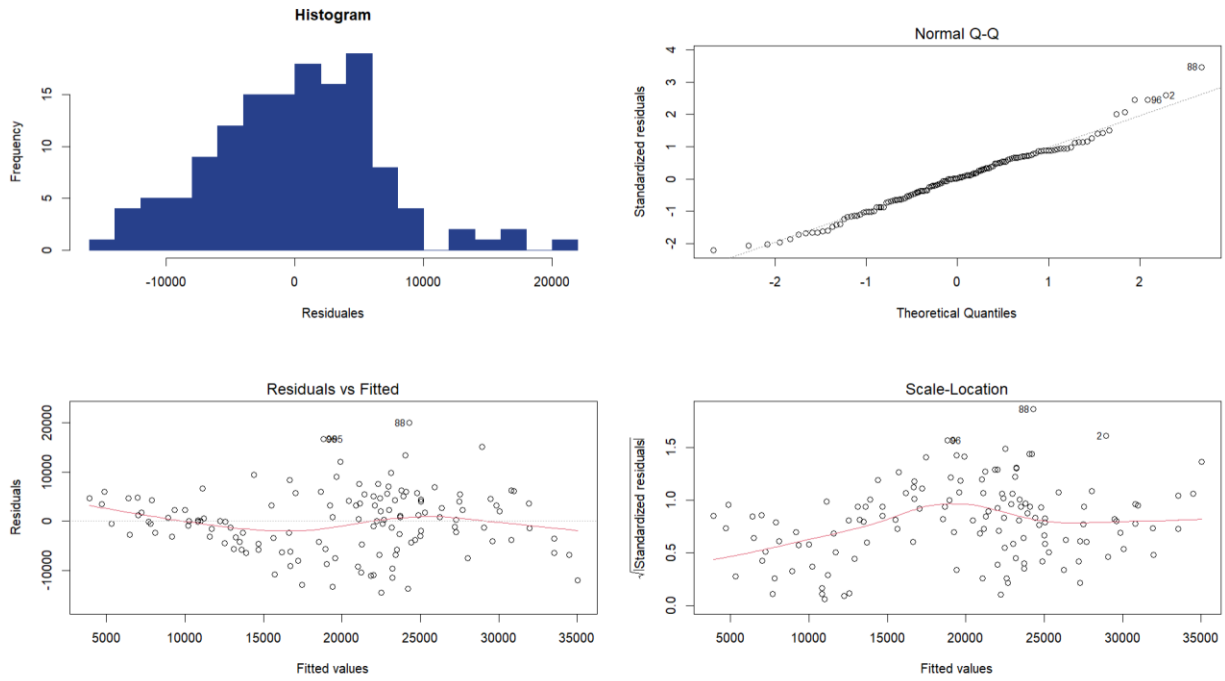 Histogram
Frequency
15
10
5
0
-10000 0 10000 20000
Residuales
Normal Q-Q
Standardized residuals
4
3
2
1
0
-1
-2
88
96
2
-2 -1 0 1 2
Theoretical Quantiles
Residuals vs Fitted
Residuals
20000
10000
0
-10000
88
5000 10000 15000 20000 25000 30000 35000
Fitted values
Scale-Location
√|Standardized residuals|
1.5
1.0
0.5
0.0
88
2
96
5000 10000 15000 20000 25000 30000 35000
Fitted values